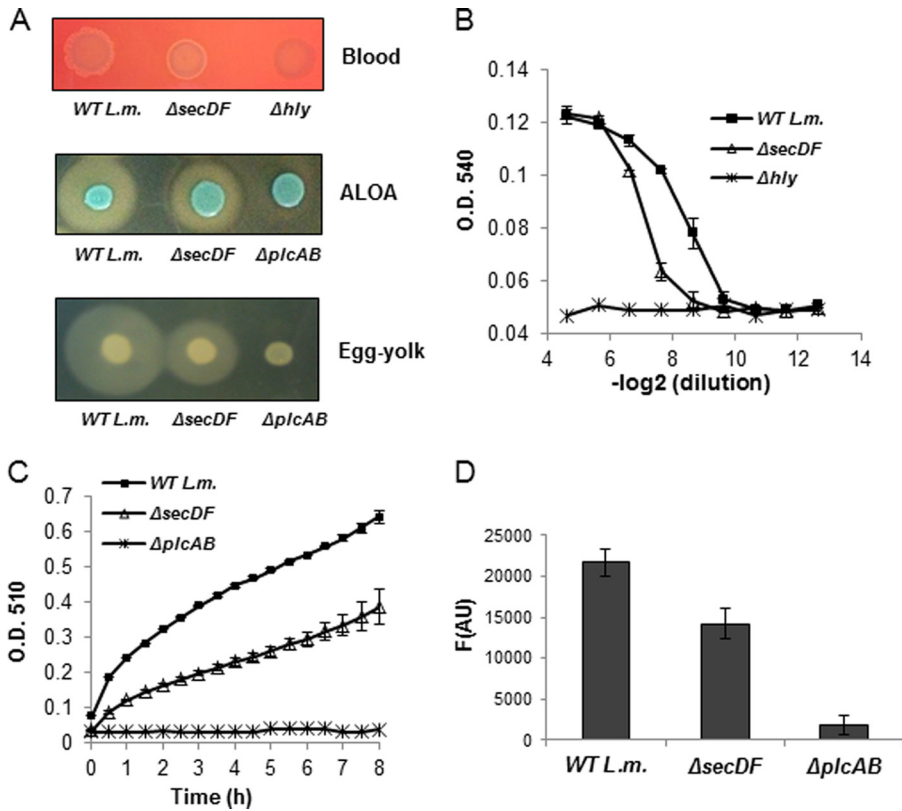 A
Blood
WT L.m. ΔsecDF Δhly
ALOA
WT L.m. ΔsecDF ΔplcAB
Egg-yolk
WT L.m. ΔsecDF ΔplcAB
B
0.14
0.12
0.1
0.08
0.06
0.04
O.D. 540
WT L.m.
ΔsecDF
Δhly
4 6 8 10 12 14
-log2 (dilution)
C
WT L.m.
ΔsecDF
ΔplcAB
0.7
0.6
0.5
0.4
0.3
0.2
0.1
0
O.D. 510
0 1 2 3 4 5 6 7 8
Time (h)
D
25000
20000
15000
10000
5000
0
F(AU)
WT L.m. ΔsecDF ΔplcAB